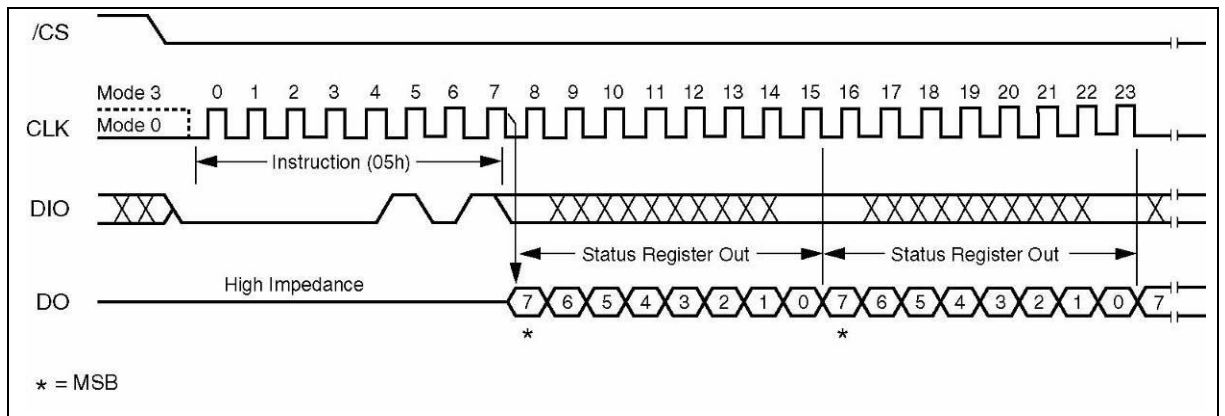 /CS
Mode 3 0 1 2 3 4 5 6 7 8 9 10 11 12 13 14 15 16 17 18 19 20 21 22 23
CLK Mode 0
Instruction (05h)
DIO
Status Register Out Status Register Out
High Impedance
DO 7 6 5 4 3 2 1 0 7 6 5 4 3 2 1 0 7
* *
* = MSB